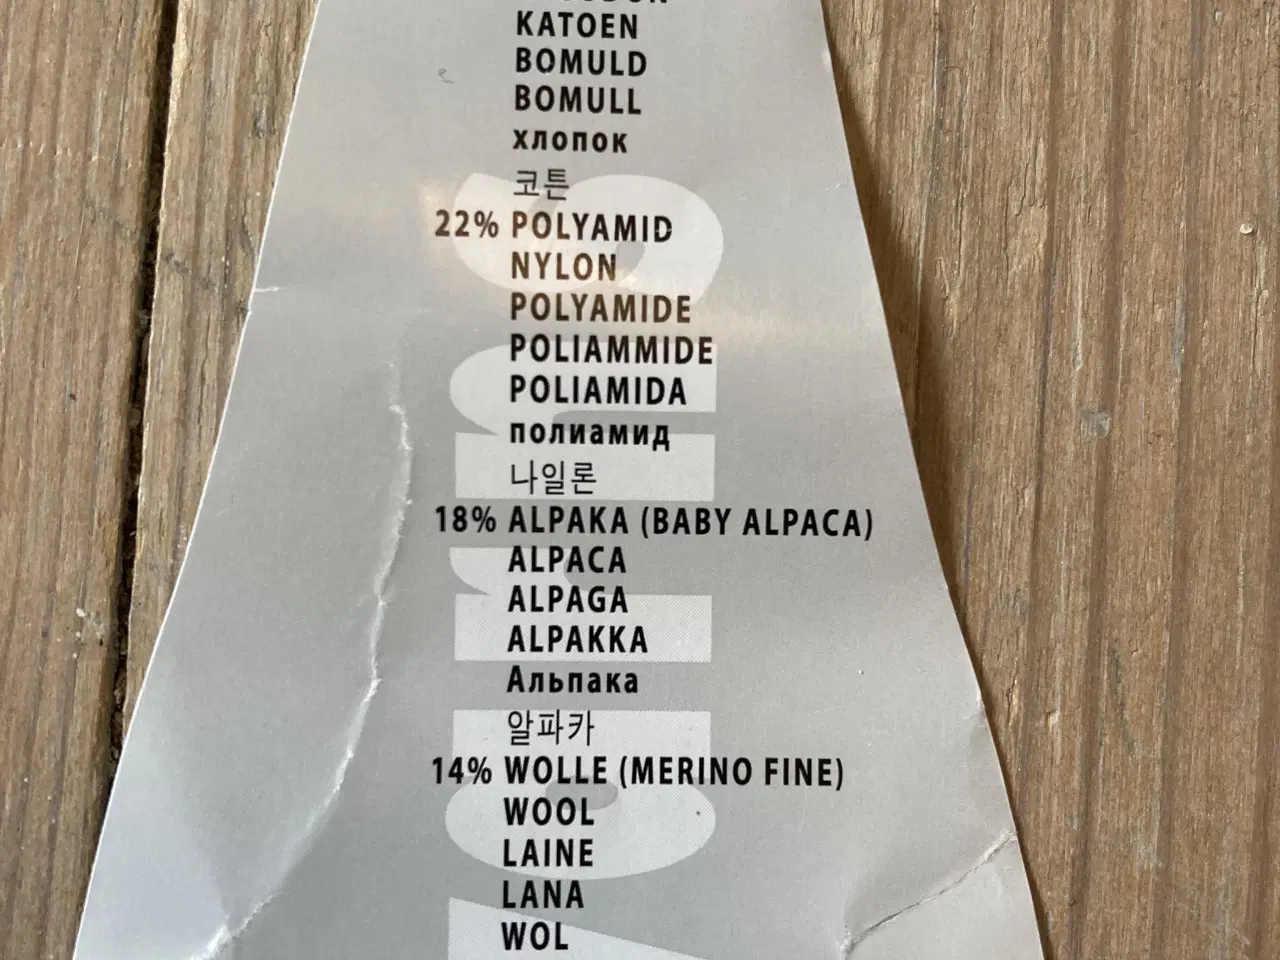 KATOEN
BOMULD
BOMULL
хлопок
코튼
22% POLYAMID
NYLON
POLYAMIDE
POLIAMMIDE
POLIAMIDA
полиамид
나일론
18% ALPAKA (BABY ALPACA)
ALPACA
ALPAGA
ALPAKKA
Альпака
알파카
14% WOLLE (MERINO FINE)
WOOL
LAINE
LANA
WOL